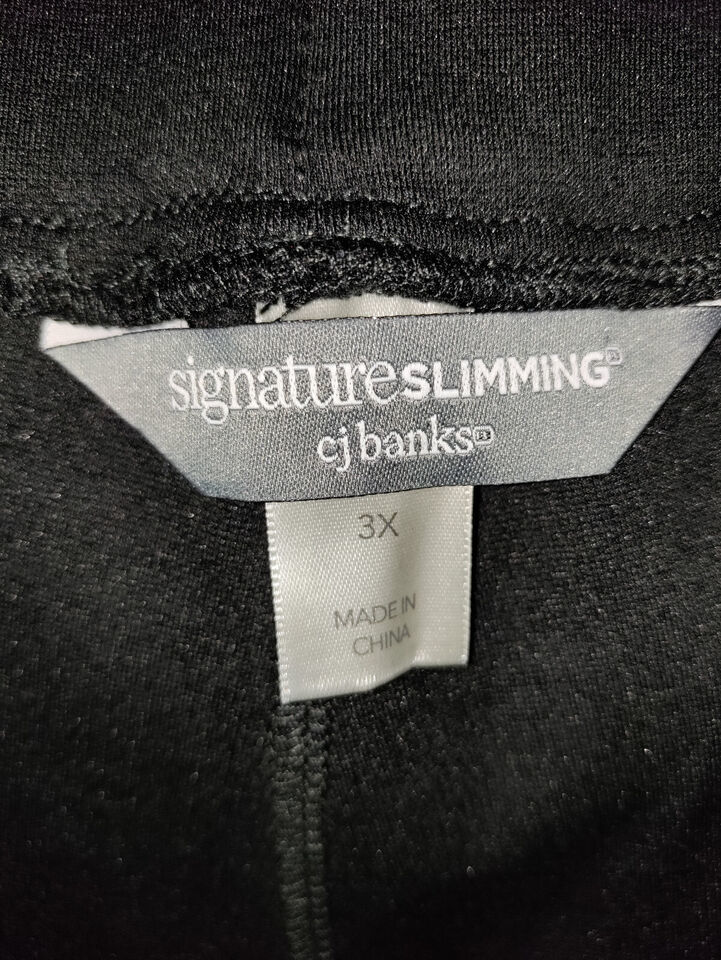 signatureSLIMMING®
cj banks®
3X
MADE IN
CHINA